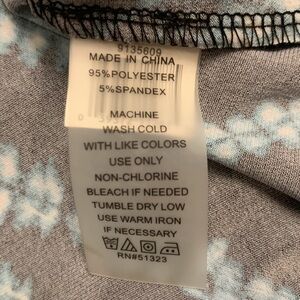 9135609
MADE IN CHINA
95%POLYESTER
5%SPANDEX
MACHINE
WASH COLD
WITH LIKE COLORS
USE ONLY
NON-CHLORINE
BLEACH IF NEEDED
TUMBLE DRY LOW
USE WARM IRON
IF NECESSARY
RN#51323